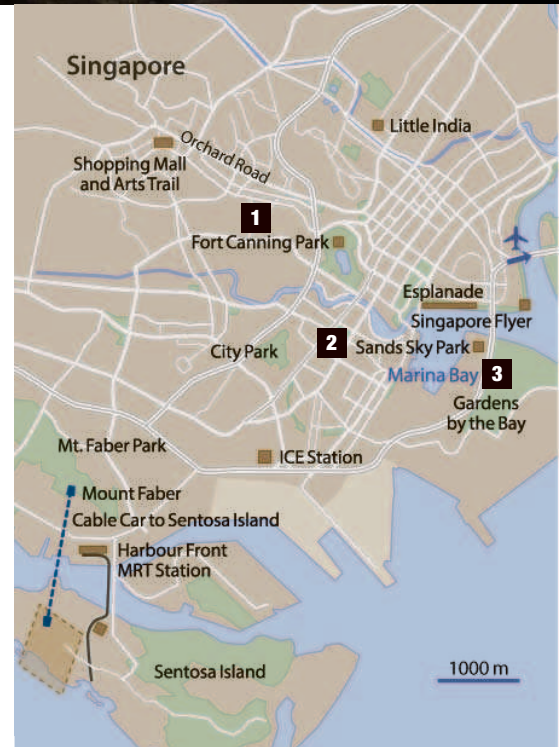 Singapore
Little India
Orchard Road
Shopping Mall
and Arts Trail
1
Fort Canning Park
Esplanade
Singapore Flyer
2
City Park
Sands Sky Park
Marina Bay
3
Gardens
by the Bay
Mt. Faber Park
ICE Station
Mount Faber
Cable Car to Sentosa Island
Harbour Front
MRT Station
Sentosa Island
1000 m